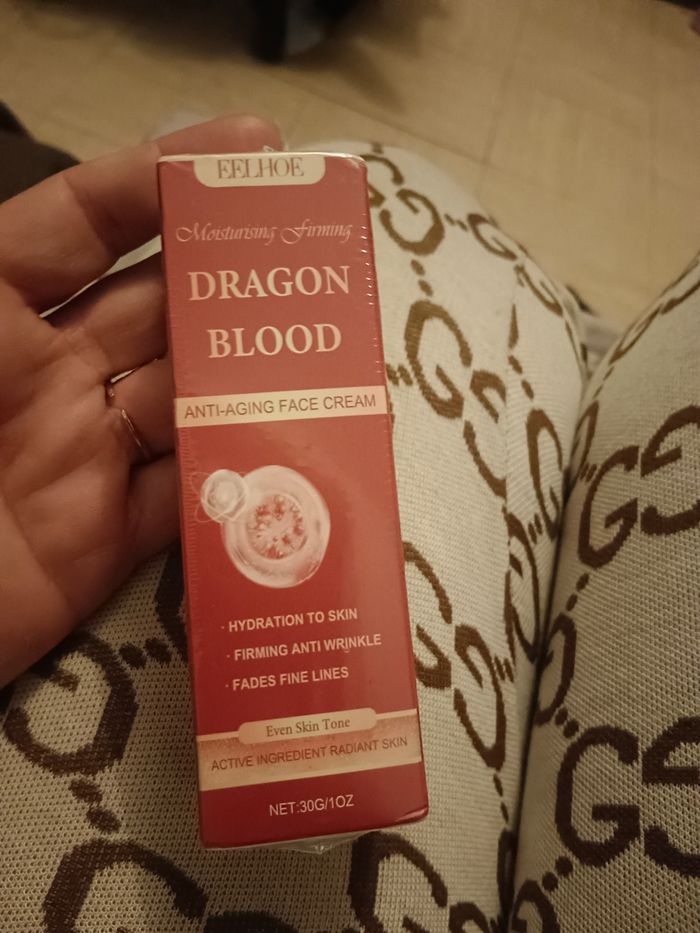 EELHOE
Moisturising Firming
DRAGON
BLOOD
ANTI-AGING FACE CREAM
· HYDRATION TO SKIN
· FIRMING ANTI WRINKLE
· FADES FINE LINES
Even Skin Tone
ACTIVE INGREDIENT RADIANT SKIN
NET:30G/1OZ